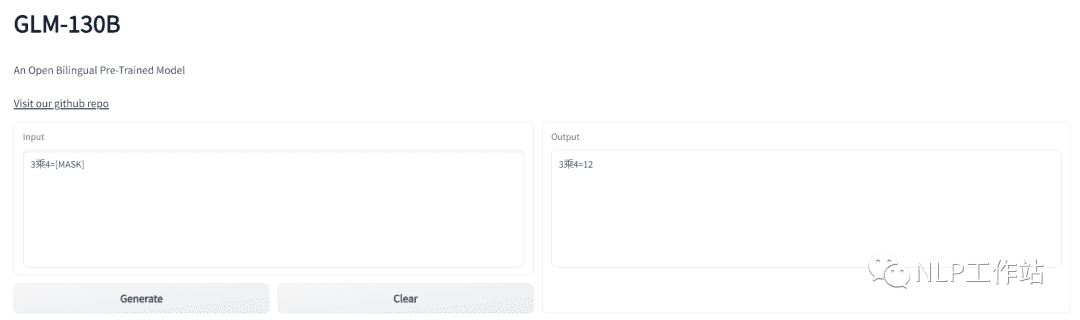 GLM-130B
An Open Bilingual Pre-Trained Model
Visit our github repo
Input
3乘4=[MASK]
Output
3乘4=12
Generate
Clear
NLP工作站